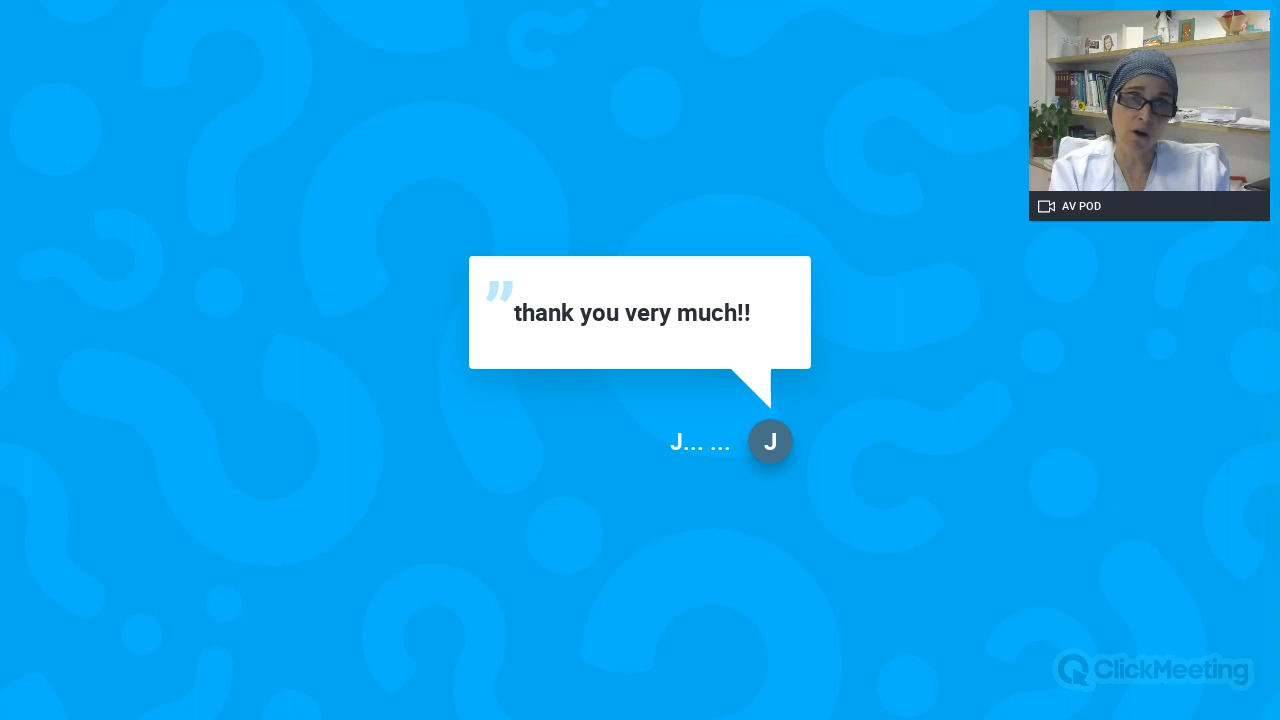 AV POD
” thank you very much!!
J... ...
J
ClickMeeting